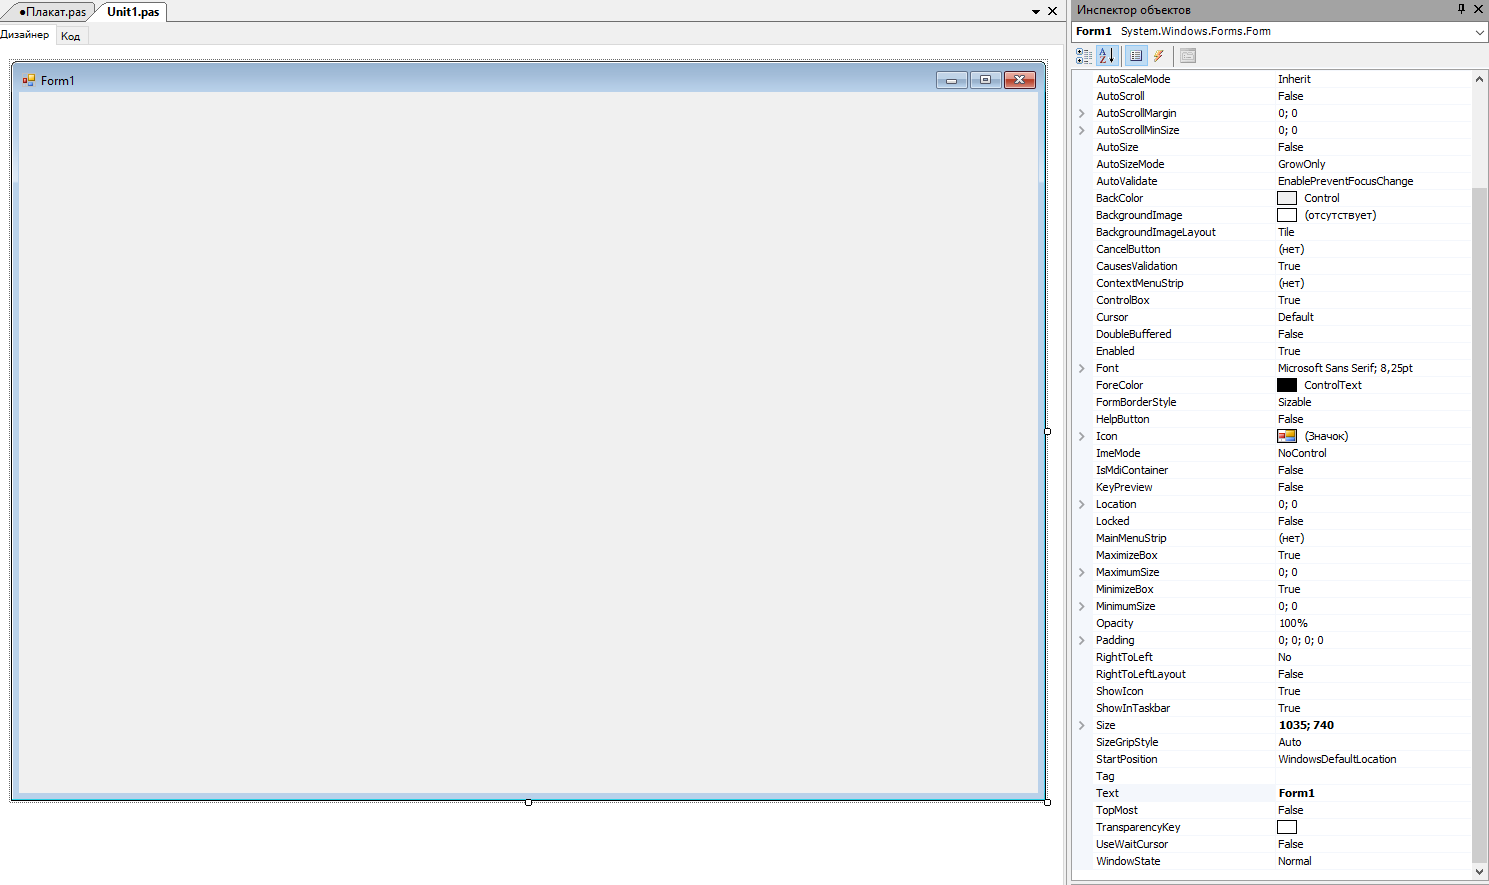 ●Плакат.pas Unit1.pas
Дизайнер Код
Form1
Инспектор объектов
Form1 System.Windows.Forms.Form
AutoScaleMode Inherit
AutoScroll False
AutoScrollMargin 0; 0
AutoScrollMinSize 0; 0
AutoSize False
AutoSizeMode GrowOnly
AutoValidate EnablePreventFocusChange
BackColor Control
BackgroundImage (отсутствует)
BackgroundImageLayout Tile
CancelButton (нет)
CausesValidation True
ContextMenuStrip (нет)
ControlBox True
Cursor Default
DoubleBuffered False
Enabled True
Font Microsoft Sans Serif; 8,25pt
ForeColor ControlText
FormBorderStyle Sizable
HelpButton False
Icon (Значок)
ImeMode NoControl
IsMdiContainer False
KeyPreview False
Location 0; 0
Locked False
MainMenuStrip (нет)
MaximizeBox True
MaximumSize 0; 0
MinimizeBox True
MinimumSize 0; 0
Opacity 100%
Padding 0; 0; 0; 0
RightToLeft No
RightToLeftLayout False
ShowIcon True
ShowInTaskbar True
Size 1035; 740
SizeGripStyle Auto
StartPosition WindowsDefaultLocation
Tag
Text Form1
TopMost False
TransparencyKey
UseWaitCursor False
WindowState Normal